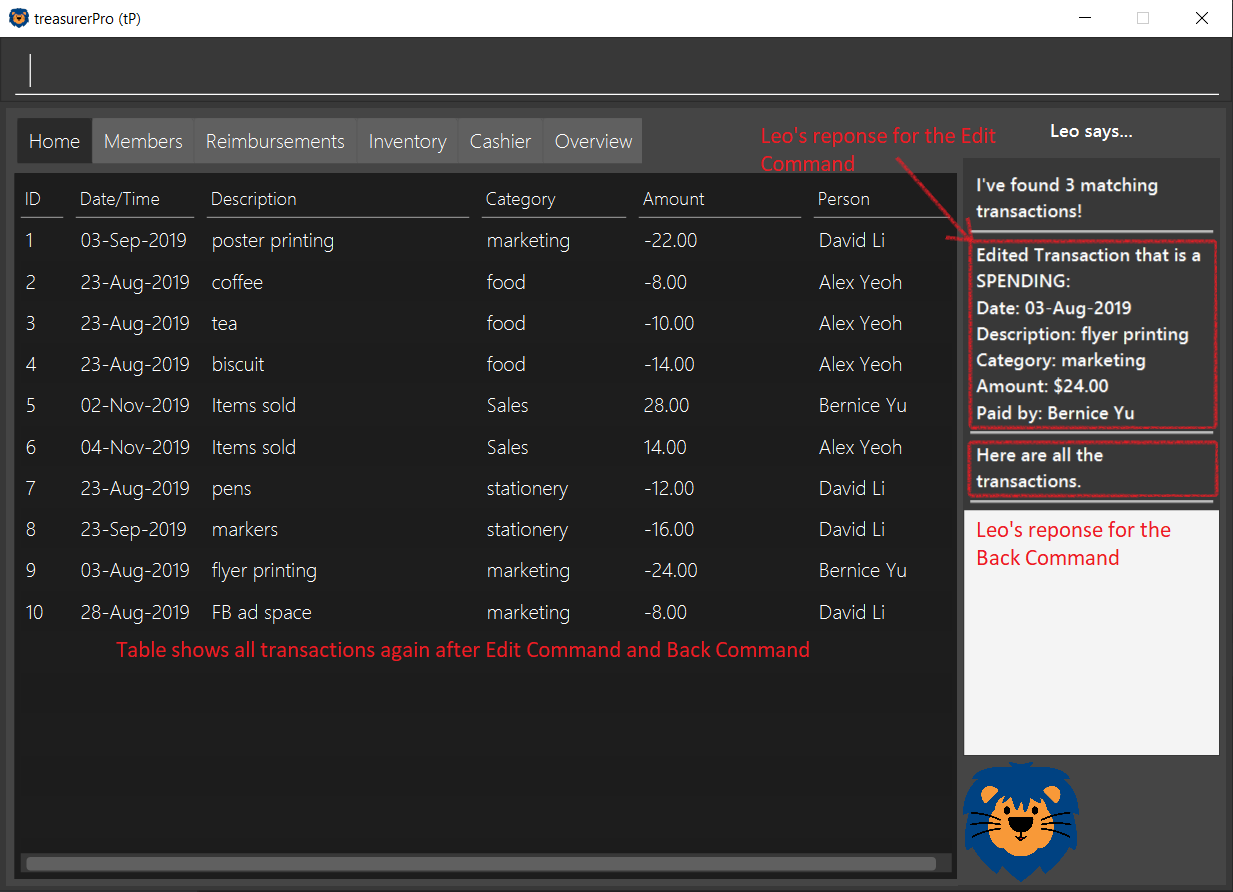 treasurerPro (tP)
Home Members Reimbursements Inventory Cashier Overview
Leo's reponse for the Edit
Command
Leo says...
ID Date/Time Description Category Amount Person
1 03-Sep-2019 poster printing marketing -22.00 David Li
2 23-Aug-2019 coffee food -8.00 Alex Yeoh
3 23-Aug-2019 tea food -10.00 Alex Yeoh
4 23-Aug-2019 biscuit food -14.00 Alex Yeoh
5 02-Nov-2019 Items sold Sales 28.00 Bernice Yu
6 04-Nov-2019 Items sold Sales 14.00 Alex Yeoh
7 23-Aug-2019 pens stationery -12.00 David Li
8 23-Sep-2019 markers stationery -16.00 David Li
9 03-Aug-2019 flyer printing marketing -24.00 Bernice Yu
10 28-Aug-2019 FB ad space marketing -8.00 David Li
Table shows all transactions again after Edit Command and Back Command
I've found 3 matching
transactions!
Edited Transaction that is a
SPENDING:
Date: 03-Aug-2019
Description: flyer printing
Category: marketing
Amount: $24.00
Paid by: Bernice Yu
Here are all the
transactions.
Leo's reponse for the
Back Command